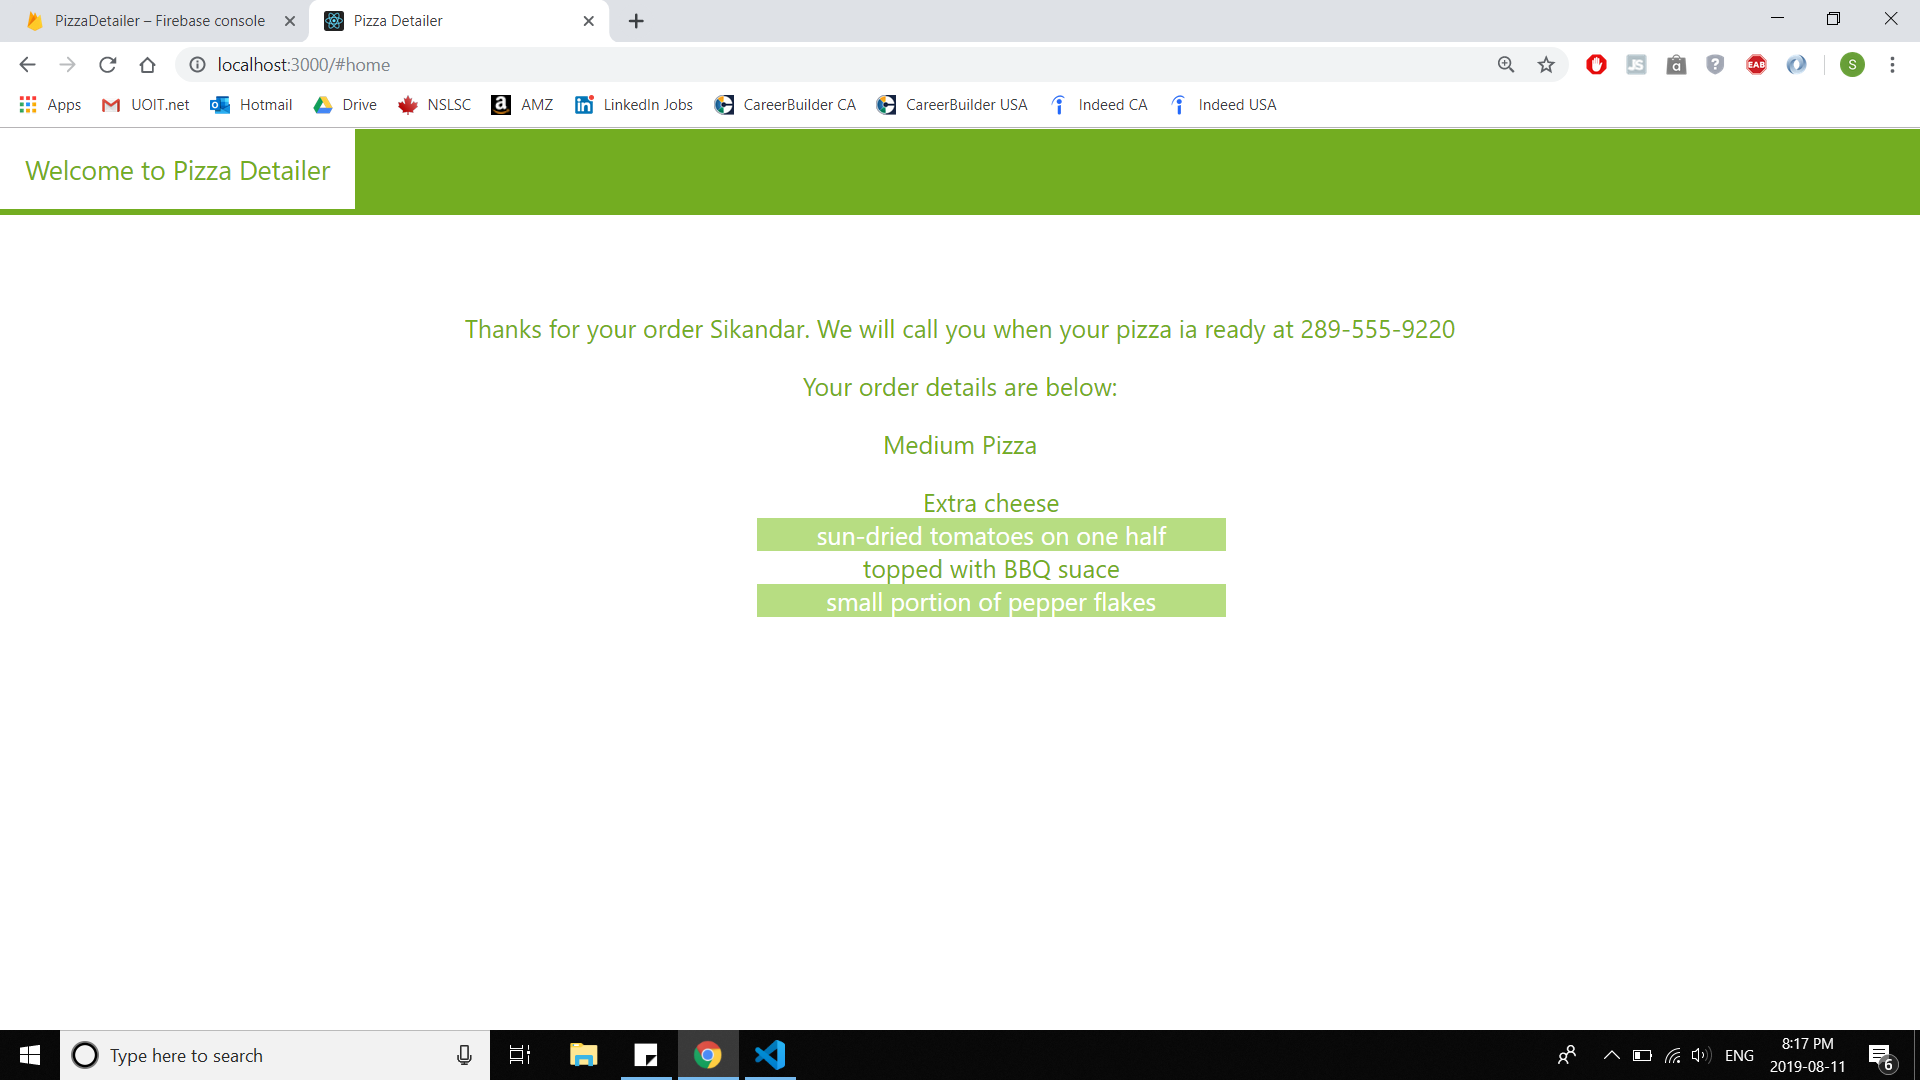 PizzaDetailer – Firebase console
Pizza Detailer
localhost:3000/#home
JS
a
?
EAB
S
Apps
UOIT.net
Hotmail
Drive
NSLSC
AMZ
LinkedIn Jobs
CareerBuilder CA
CareerBuilder USA
Indeed CA
Indeed USA
Welcome to Pizza Detailer
Thanks for your order Sikandar. We will call you when your pizza ia ready at 289-555-9220
Your order details are below:
Medium Pizza
Extra cheese
sun-dried tomatoes on one half
topped with BBQ suace
small portion of pepper flakes
Type here to search
ENG
8:17 PM
2019-08-11
6